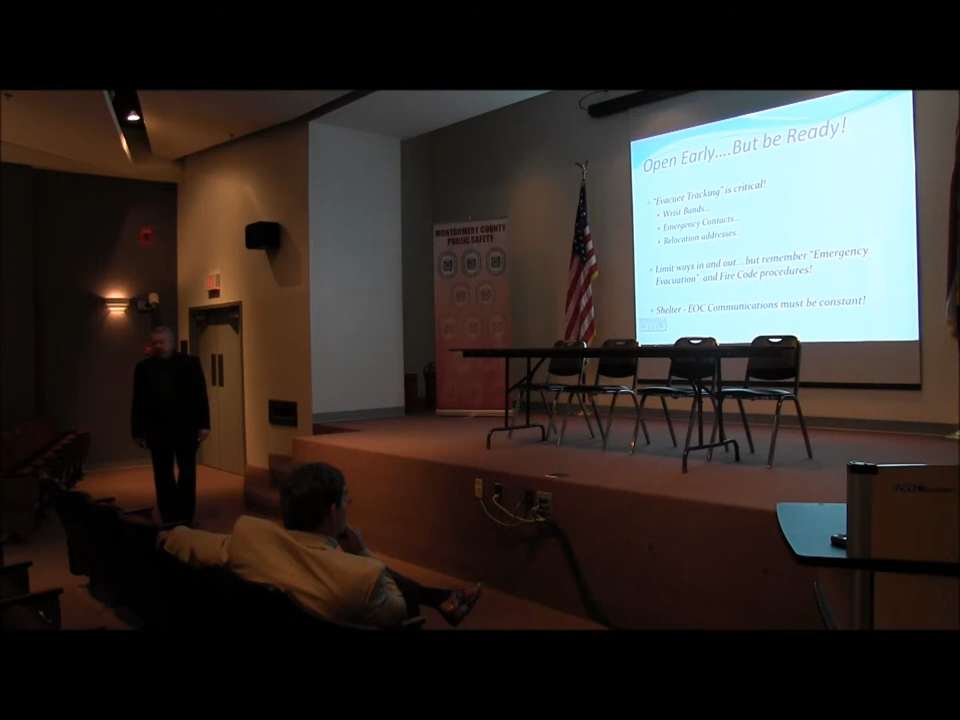 Open Early....But be Ready!
"Evacuee Tracking" is critical!
Wrist Bands...
Emergency Contacts...
Relocation addresses...
Limit ways in and out....but remember "Emergency
Evacuation" and Fire Code procedures!
Shelter - EOC Communications must be constant!
MONTGOMERY COUNTY
PUBLIC SAFETY
EXIT